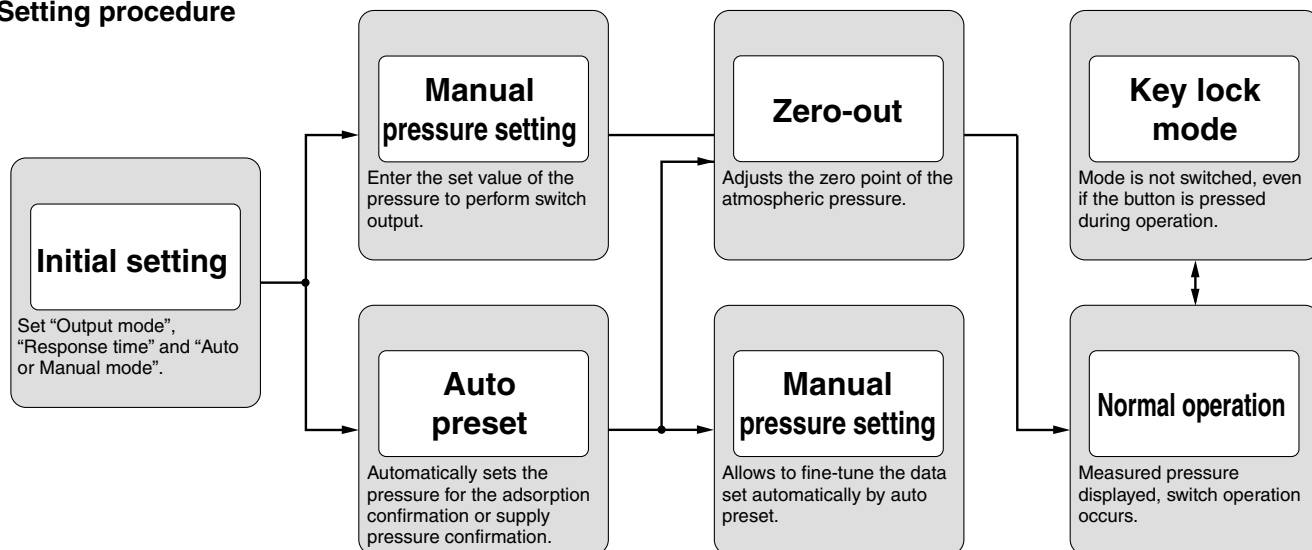 Setting procedure
Initial setting
Set “Output mode”,
“Response time” and “Auto
or Manual mode”.
Manual
pressure setting
Enter the set value of the
pressure to perform switch
output.
Auto
preset
Automatically sets the
pressure for the adsorption
confirmation or supply
pressure confirmation.
Zero-out
Adjusts the zero point of the
atmospheric pressure.
Manual
pressure setting
Allows to fine-tune the data
set automatically by auto
preset.
Key lock
mode
Mode is not switched, even
if the button is pressed
during operation.
Normal operation
Measured pressure
displayed, switch operation
occurs.